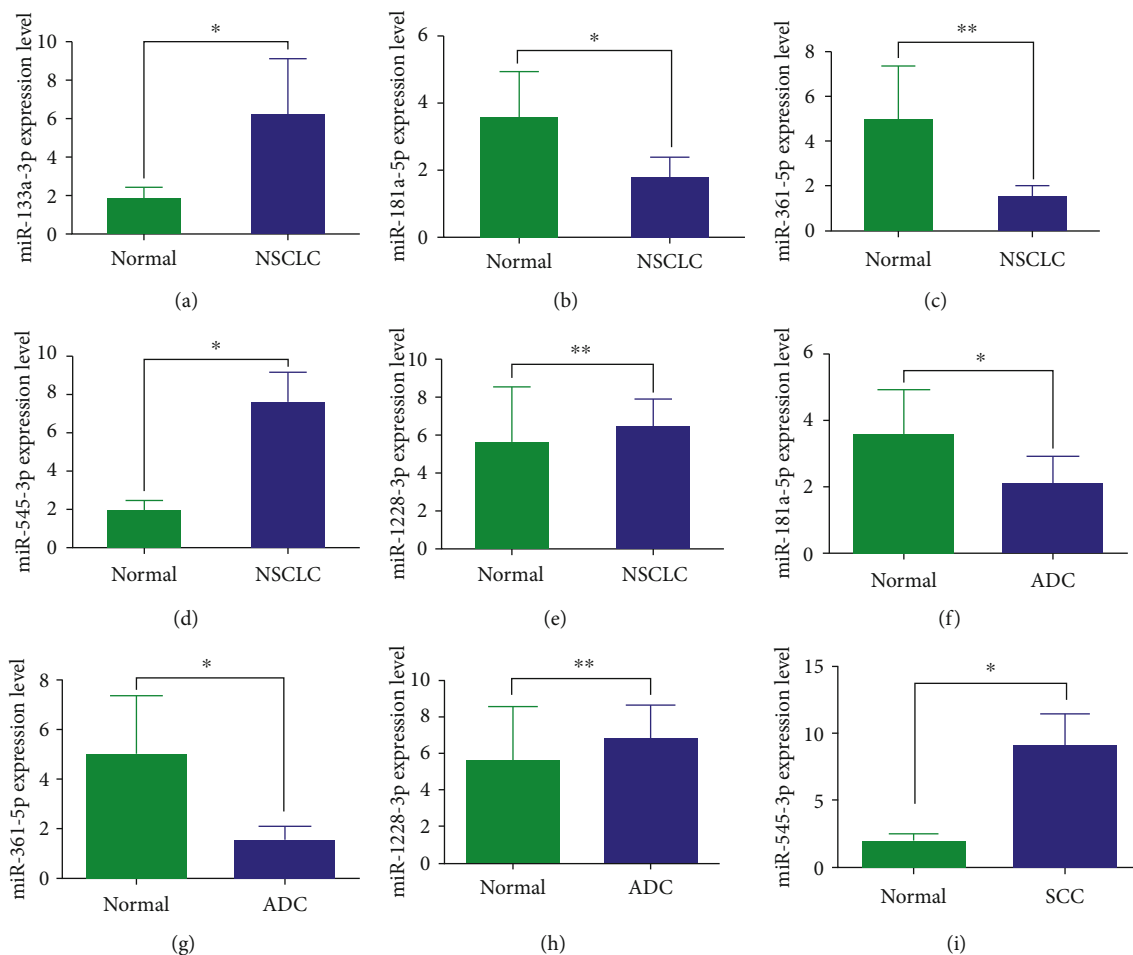 miR-133a-3p expression level
10
8
6
4
2
0
*
Normal NSCLC
(a)
miR-181a-5p expression level
6
4
2
0
*
Normal NSCLC
(b)
miR-361-5p expression level
8
6
4
2
0
**
Normal NSCLC
(c)
miR-545-3p expression level
10
8
6
4
2
0
*
Normal NSCLC
(d)
miR-1228-3p expression level
10
8
6
4
2
0
**
Normal NSCLC
(e)
miR-181a-5p expression level
6
4
2
0
*
Normal ADC
(f)
miR-361-5p expression level
8
6
4
2
0
*
Normal ADC
(g)
miR-1228-3p expression level
10
8
6
4
2
0
**
Normal ADC
(h)
miR-545-3p expression level
15
10
5
0
*
Normal SCC
(i)